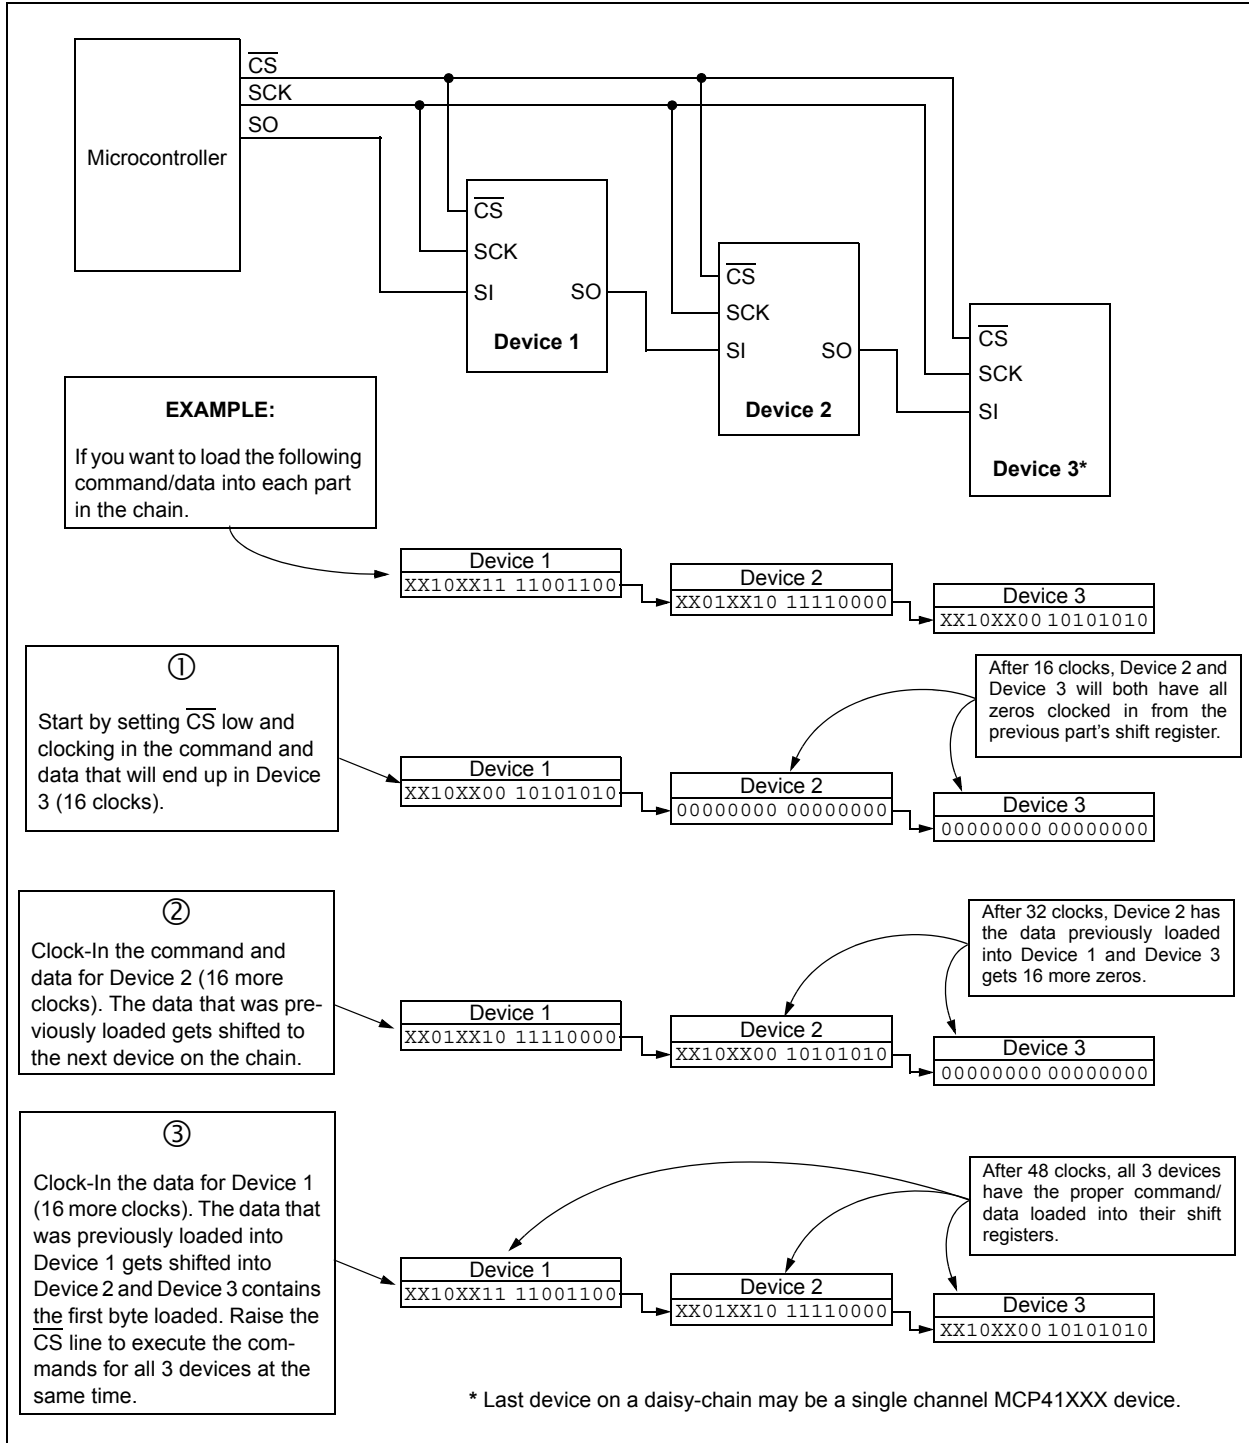 CS
SCK
SO
Microcontroller
CS
SCK
SI SO
Device 1
CS
SCK
SI SO
Device 2
CS
SCK
SI
Device 3*
EXAMPLE:
If you want to load the following
command/data into each part
in the chain.
Device 1
XX10XX11 11001100
Device 2
XX01XX10 11110000
Device 3
XX10XX00 10101010
①
Start by setting CS low and
clocking in the command and
data that will end up in Device
3 (16 clocks).
After 16 clocks, Device 2 and
Device 3 will both have all
zeros clocked in from the
previous part's shift register.
Device 1
XX10XX00 10101010
Device 2
00000000 00000000
Device 3
00000000 00000000
②
Clock-In the command and
data for Device 2 (16 more
clocks). The data that was pre-
viously loaded gets shifted to
the next device on the chain.
After 32 clocks, Device 2 has
the data previously loaded
into Device 1 and Device 3
gets 16 more zeros.
Device 1
XX01XX10 11110000
Device 2
XX10XX00 10101010
Device 3
00000000 00000000
③
Clock-In the data for Device 1
(16 more clocks). The data that
was previously loaded into
Device 1 gets shifted into
Device 2 and Device 3 contains
the first byte loaded. Raise the
CS line to execute the com-
mands for all 3 devices at the
same time.
After 48 clocks, all 3 devices
have the proper command/
data loaded into their shift
registers.
Device 1
XX10XX11 11001100
Device 2
XX01XX10 11110000
Device 3
XX10XX00 10101010
* Last device on a daisy-chain may be a single channel MCP41XXX device.